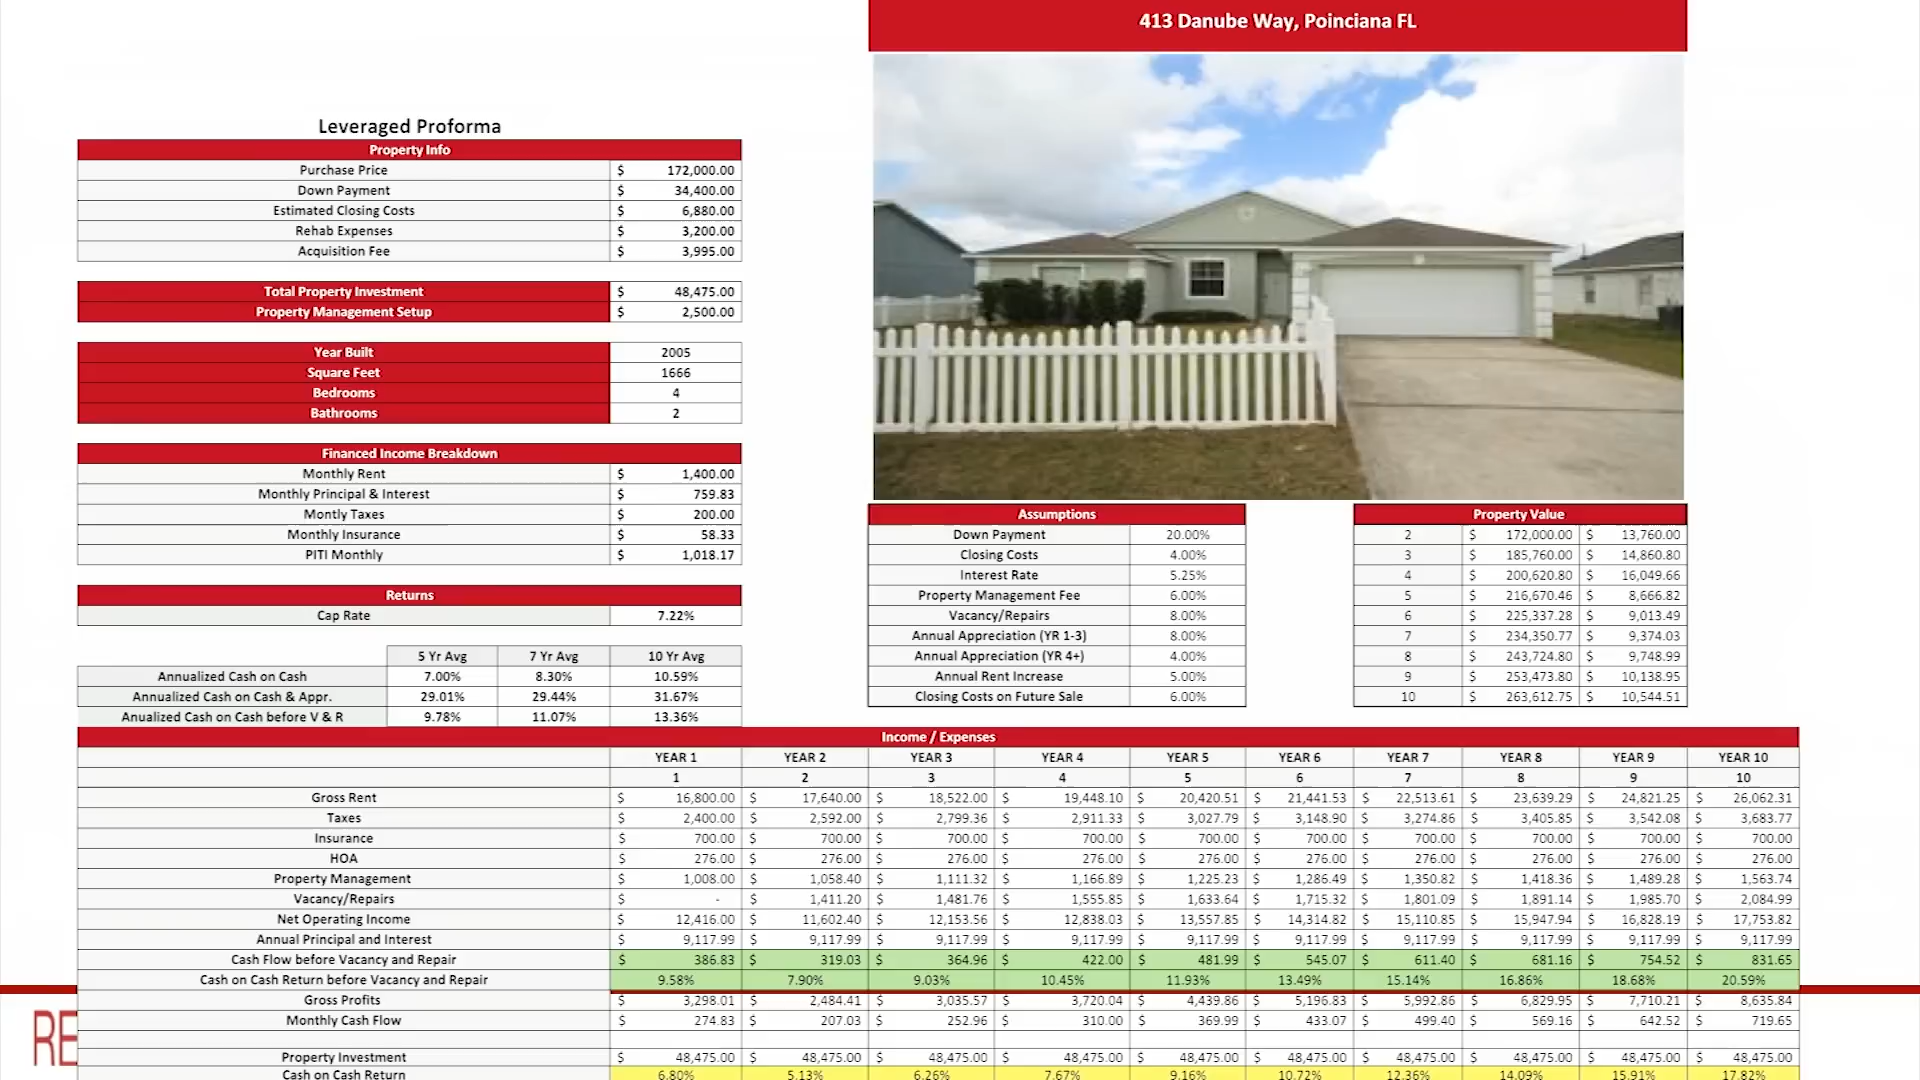 413 Danube Way, Poinciana FL
Leveraged Proforma
Property Info
Purchase Price $ 172,000.00
Down Payment $ 34,400.00
Estimated Closing Costs $ 6,880.00
Rehab Expenses $ 3,200.00
Acquisition Fee $ 3,995.00
Total Property Investment $ 48,475.00
Property Management Setup $ 2,500.00
Year Built 2005
Square Feet 1666
Bedrooms 4
Bathrooms 2
Financed Income Breakdown
Monthly Rent $ 1,400.00
Monthly Principal & Interest $ 759.83
Montly Taxes $ 200.00
Monthly Insurance $ 58.33
PITI Monthly $ 1,018.17
Returns
Cap Rate 7.22%
5 Yr Avg 7 Yr Avg 10 Yr Avg
Annualized Cash on Cash 7.00% 8.30% 10.59%
Annualized Cash on Cash & Appr. 29.01% 29.44% 31.67%
Anualized Cash on Cash before V & R 9.78% 11.07% 13.36%
Assumptions
Down Payment 20.00%
Closing Costs 4.00%
Interest Rate 5.25%
Property Management Fee 6.00%
Vacancy/Repairs 8.00%
Annual Appreciation (YR 1-3) 8.00%
Annual Appreciation (YR 4+) 4.00%
Annual Rent Increase 5.00%
Closing Costs on Future Sale 6.00%
Property Value
2 $ 172,000.00 $ 13,760.00
3 $ 185,760.00 $ 14,860.80
4 $ 200,620.80 $ 16,049.66
5 $ 216,670.46 $ 8,666.82
6 $ 225,337.28 $ 9,013.49
7 $ 234,350.77 $ 9,374.03
8 $ 243,724.80 $ 9,748.99
9 $ 253,473.80 $ 10,138.95
10 $ 263,612.75 $ 10,544.51
Income / Expenses
YEAR 1 YEAR 2 YEAR 3 YEAR 4 YEAR 5 YEAR 6 YEAR 7 YEAR 8 YEAR 9 YEAR 10
1 2 3 4 5 6 7 8 9 10
Gross Rent $ 16,800.00 $ 17,640.00 $ 18,522.00 $ 19,448.10 $ 20,420.51 $ 21,441.53 $ 22,513.61 $ 23,639.29 $ 24,821.25 $ 26,062.31
Taxes $ 2,400.00 $ 2,592.00 $ 2,799.36 $ 2,911.33 $ 3,027.79 $ 3,148.90 $ 3,274.86 $ 3,405.85 $ 3,542.08 $ 3,683.77
Insurance $ 700.00 $ 700.00 $ 700.00 $ 700.00 $ 700.00 $ 700.00 $ 700.00 $ 700.00 $ 700.00 $ 700.00
HOA $ 276.00 $ 276.00 $ 276.00 $ 276.00 $ 276.00 $ 276.00 $ 276.00 $ 276.00 $ 276.00 $ 276.00
Property Management $ 1,008.00 $ 1,058.40 $ 1,111.32 $ 1,166.89 $ 1,225.23 $ 1,286.49 $ 1,350.82 $ 1,418.36 $ 1,489.28 $ 1,563.74
Vacancy/Repairs $ - $ 1,411.20 $ 1,481.76 $ 1,555.85 $ 1,633.64 $ 1,715.32 $ 1,801.09 $ 1,891.14 $ 1,985.70 $ 2,084.99
Net Operating Income $ 12,416.00 $ 11,602.40 $ 12,153.56 $ 12,838.03 $ 13,557.85 $ 14,314.82 $ 15,110.85 $ 15,947.94 $ 16,828.19 $ 17,753.82
Annual Principal and Interest $ 9,117.99 $ 9,117.99 $ 9,117.99 $ 9,117.99 $ 9,117.99 $ 9,117.99 $ 9,117.99 $ 9,117.99 $ 9,117.99 $ 9,117.99
Cash Flow before Vacancy and Repair $ 386.83 $ 319.03 $ 364.96 $ 422.00 $ 481.99 $ 545.07 $ 611.40 $ 681.16 $ 754.52 $ 831.65
Cash on Cash Return before Vacancy and Repair 9.58% 7.90% 9.03% 10.45% 11.93% 13.49% 15.14% 16.86% 18.68% 20.59%
Gross Profits $ 3,298.01 $ 2,484.41 $ 3,035.57 $ 3,720.04 $ 4,439.86 $ 5,196.83 $ 5,992.86 $ 6,829.95 $ 7,710.21 $ 8,635.84
Monthly Cash Flow $ 274.83 $ 207.03 $ 252.96 $ 310.00 $ 369.99 $ 433.07 $ 499.40 $ 569.16 $ 642.52 $ 719.65
Property Investment $ 48,475.00 $ 48,475.00 $ 48,475.00 $ 48,475.00 $ 48,475.00 $ 48,475.00 $ 48,475.00 $ 48,475.00 $ 48,475.00 $ 48,475.00
Cash on Cash Return 6.80% 5.13% 6.26% 7.67% 9.16% 10.72% 12.36% 14.09% 15.91% 17.82%
RE